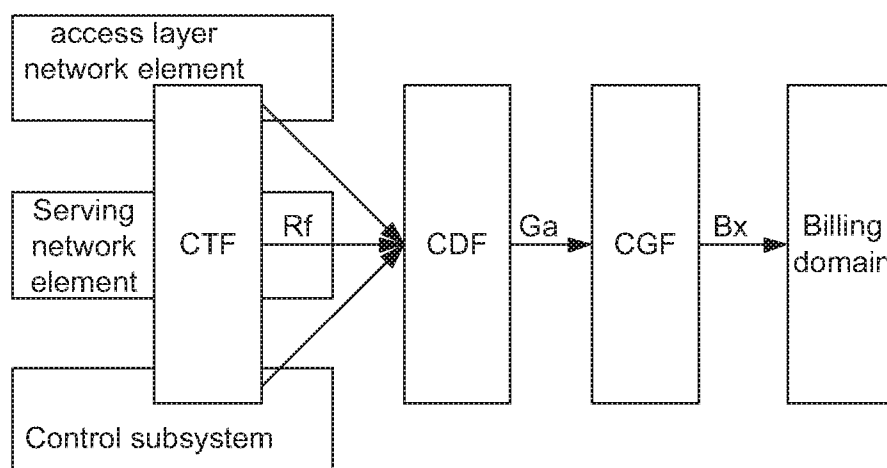 access layer
network element
Serving
network
element
CTF
Rf
CDF
Ga
CGF
Bx
Billing
domain
Control subsystem